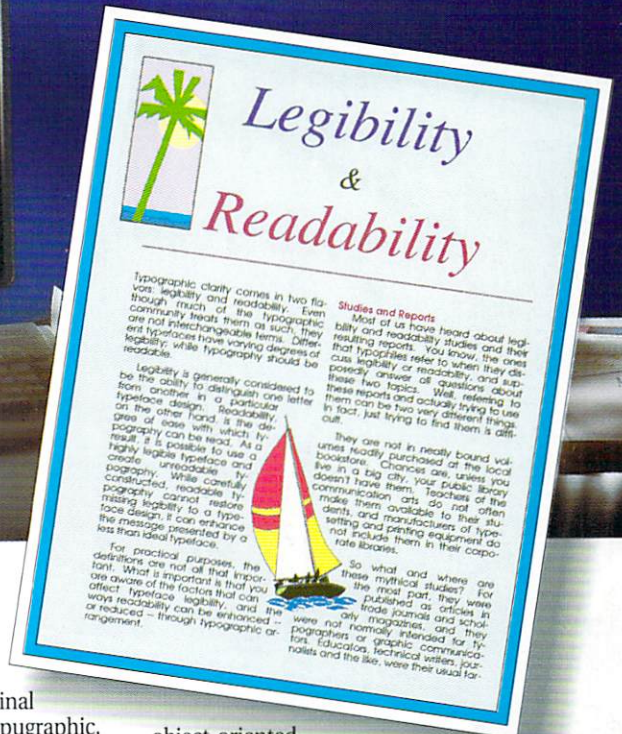 Legibility
&
Readability
Typographic clarity comes in two fla-
vors: legibility and readability. Even
though much of the typographic
community treats them as such, they
are not interchangeable terms. Differ-
ent typefaces have varying degrees of
legibility; while typography should be
readable.
Legibility is generally considered to
be the ability to distinguish one letter
from another in a particular
typeface design. Readability,
on the other hand, is the de-
gree of ease with which ty-
pography can be read. As a
result, it is possible to use a
highly legible typeface and
create unreadable ty-
pography. While carefully
constructed, readable ty-
pography cannot restore
missing legibility to a type-
face design, it can enhance
the message presented by a
less than ideal typeface.
For practical purposes, the
definitions are not all that impor-
tant. What is important is that you
are aware of the factors that can
affect typeface legibility, and the
ways readability can be enhanced --
or reduced -- through typographic ar-
rangement.
Studies and Reports
Most of us have heard about legi-
bility and readability studies and their
resulting reports. You know, the ones
that typophiles refer to when they dis-
cuss legibility or readability, and sup-
posedly answer all questions about
these two topics. Well, referring to
these reports and actually trying to use
them can be two very different things.
In fact, just trying to find them is diffi-
cult.
They are not in neatly bound vol-
umes readily purchased at the local
bookstore. Chances are, unless you
live in a big city, your public library
doesn't have them. Teachers of the
communication arts do not often
make them available to their stu-
dents, and manufacturers of type-
setting and printing equipment do
not include them in their corpo-
rate libraries.
So what and where are
these mythical studies? For
the most part, they were
published as articles in
trade journals and schol-
arly magazines, and they
were not normally intended for ty-
pographers or graphic communica-
tors. Educators, technical writers, jour-
nalists and the like, were their usual tar-
inal
pugraphic,
object-oriented